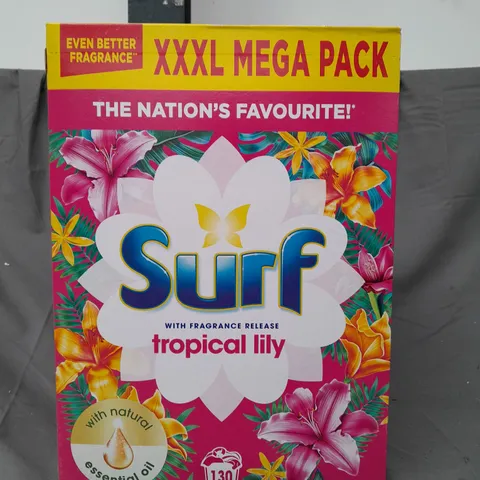 EVEN BETTER
FRAGRANCE**
XXXL MEGA PACK
THE NATION'S FAVOURITE!*
Surf
WITH FRAGRANCE RELEASE
tropical lily
with natural
essential oil
130